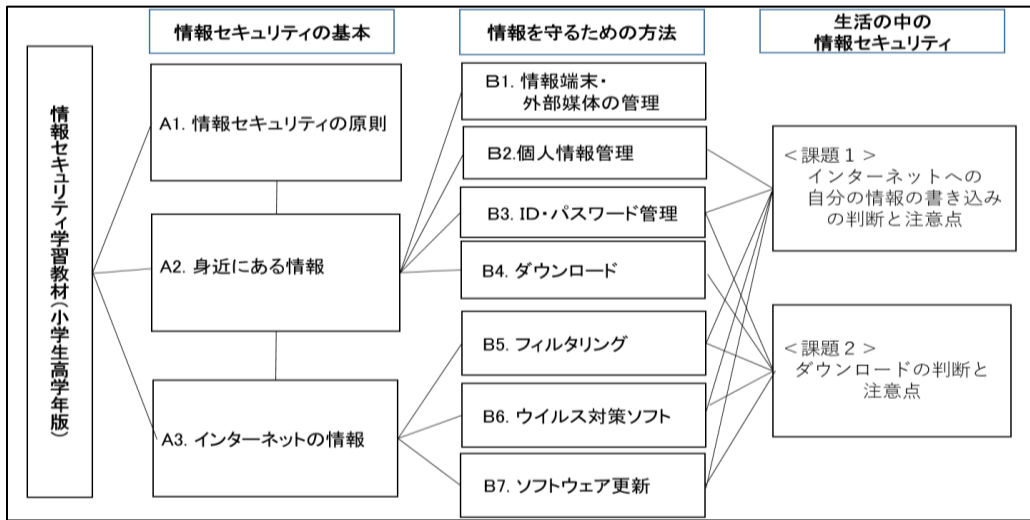 情報セキュリティの基本
情報を守るための方法
生活の中の
情報セキュリティ
情報セキュリティ学習教材(小学生高学年版)
A1. 情報セキュリティの原則
A2. 身近にある情報
A3. インターネットの情報
B1. 情報端末・
外部媒体の管理
B2.個人情報管理
B3. ID・パスワード管理
B4. ダウンロード
B5. フィルタリング
B6. ウイルス対策ソフト
B7. ソフトウェア更新
<課題1>
インターネットへの
自分の情報の書き込み
の判断と注意点
<課題2>
ダウンロードの判断と
注意点